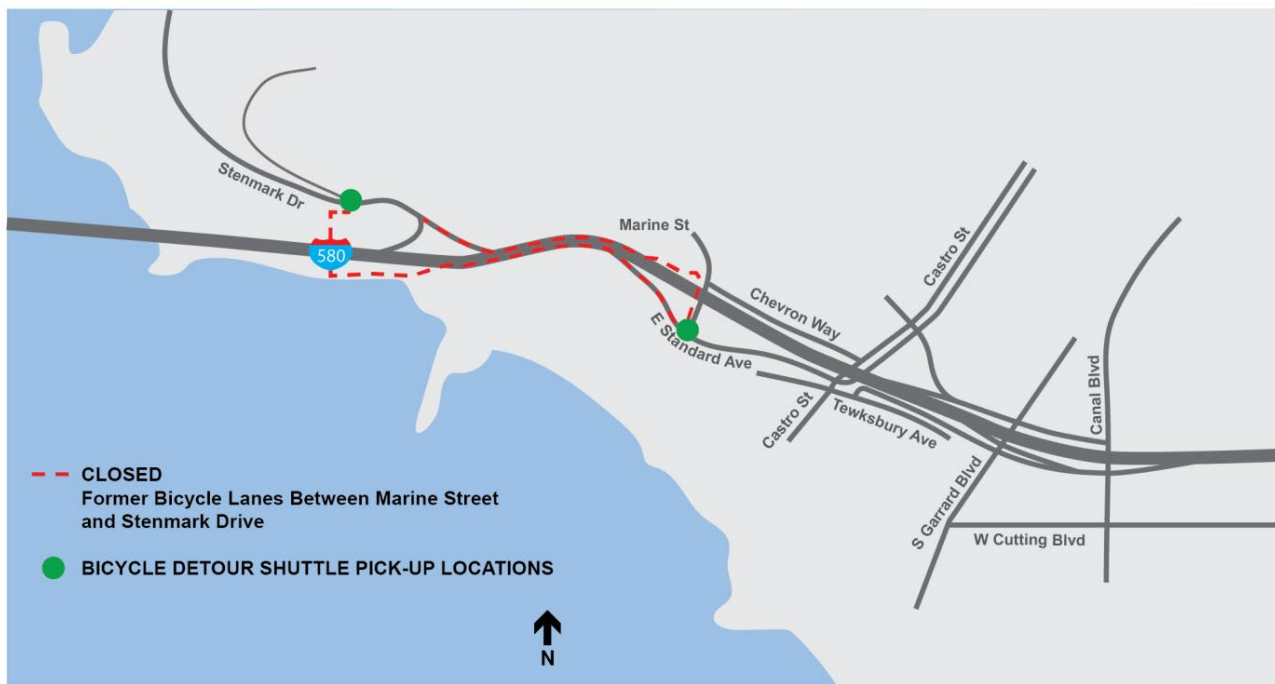 Stenmark Dr
580
Marine St
Castro St
Chevron Way
E Standard Ave
Castro St
Tewksbury Ave
Canal Blvd
S Garrard Blvd
W Cutting Blvd
CLOSED
Former Bicycle Lanes Between Marine Street
and Stenmark Drive
BICYCLE DETOUR SHUTTLE PICK-UP LOCATIONS
N